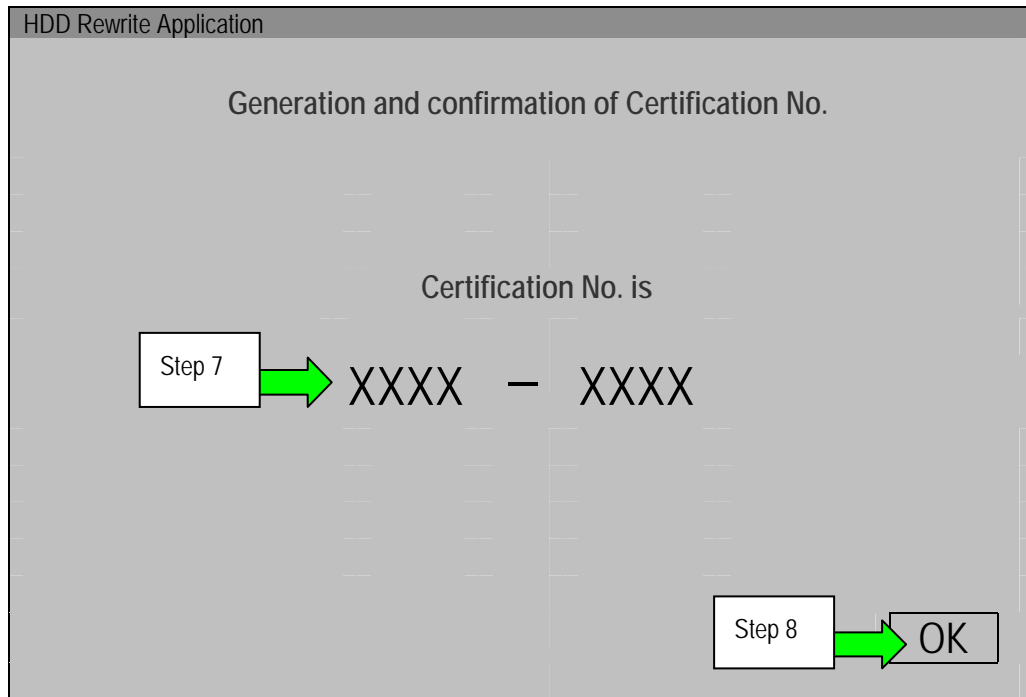 HDD Rewrite Application
Generation and confirmation of Certification No.
Certification No. is
Step 7
XXXX – XXXX
Step 8
OK